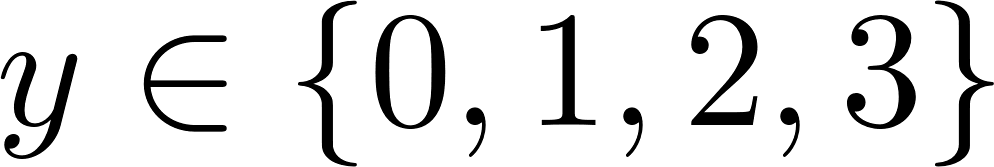 y ∈ {0, 1, 2, 3}